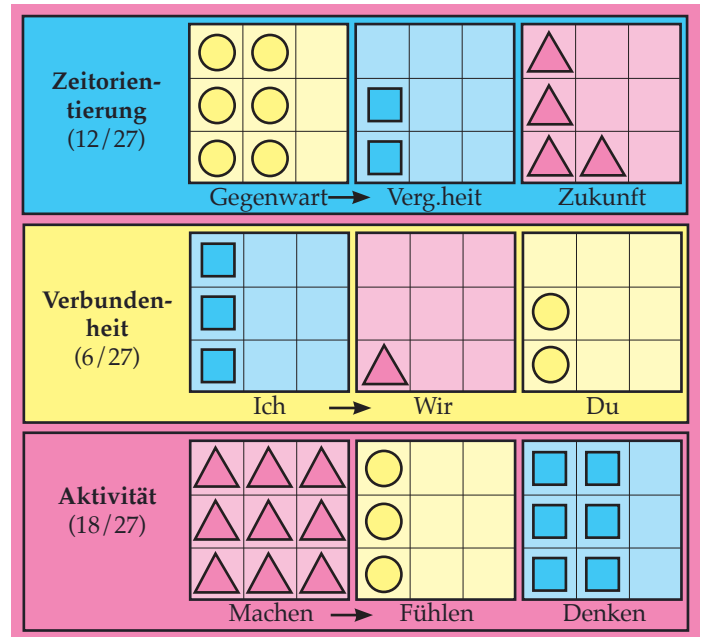 Zeitorien-
tierung
(12/27)
Gegenwart → Verg.heit Zukunft
Verbunden-
heit
(6/27)
Ich → Wir Du
Aktivität
(18/27)
Machen → Fühlen Denken